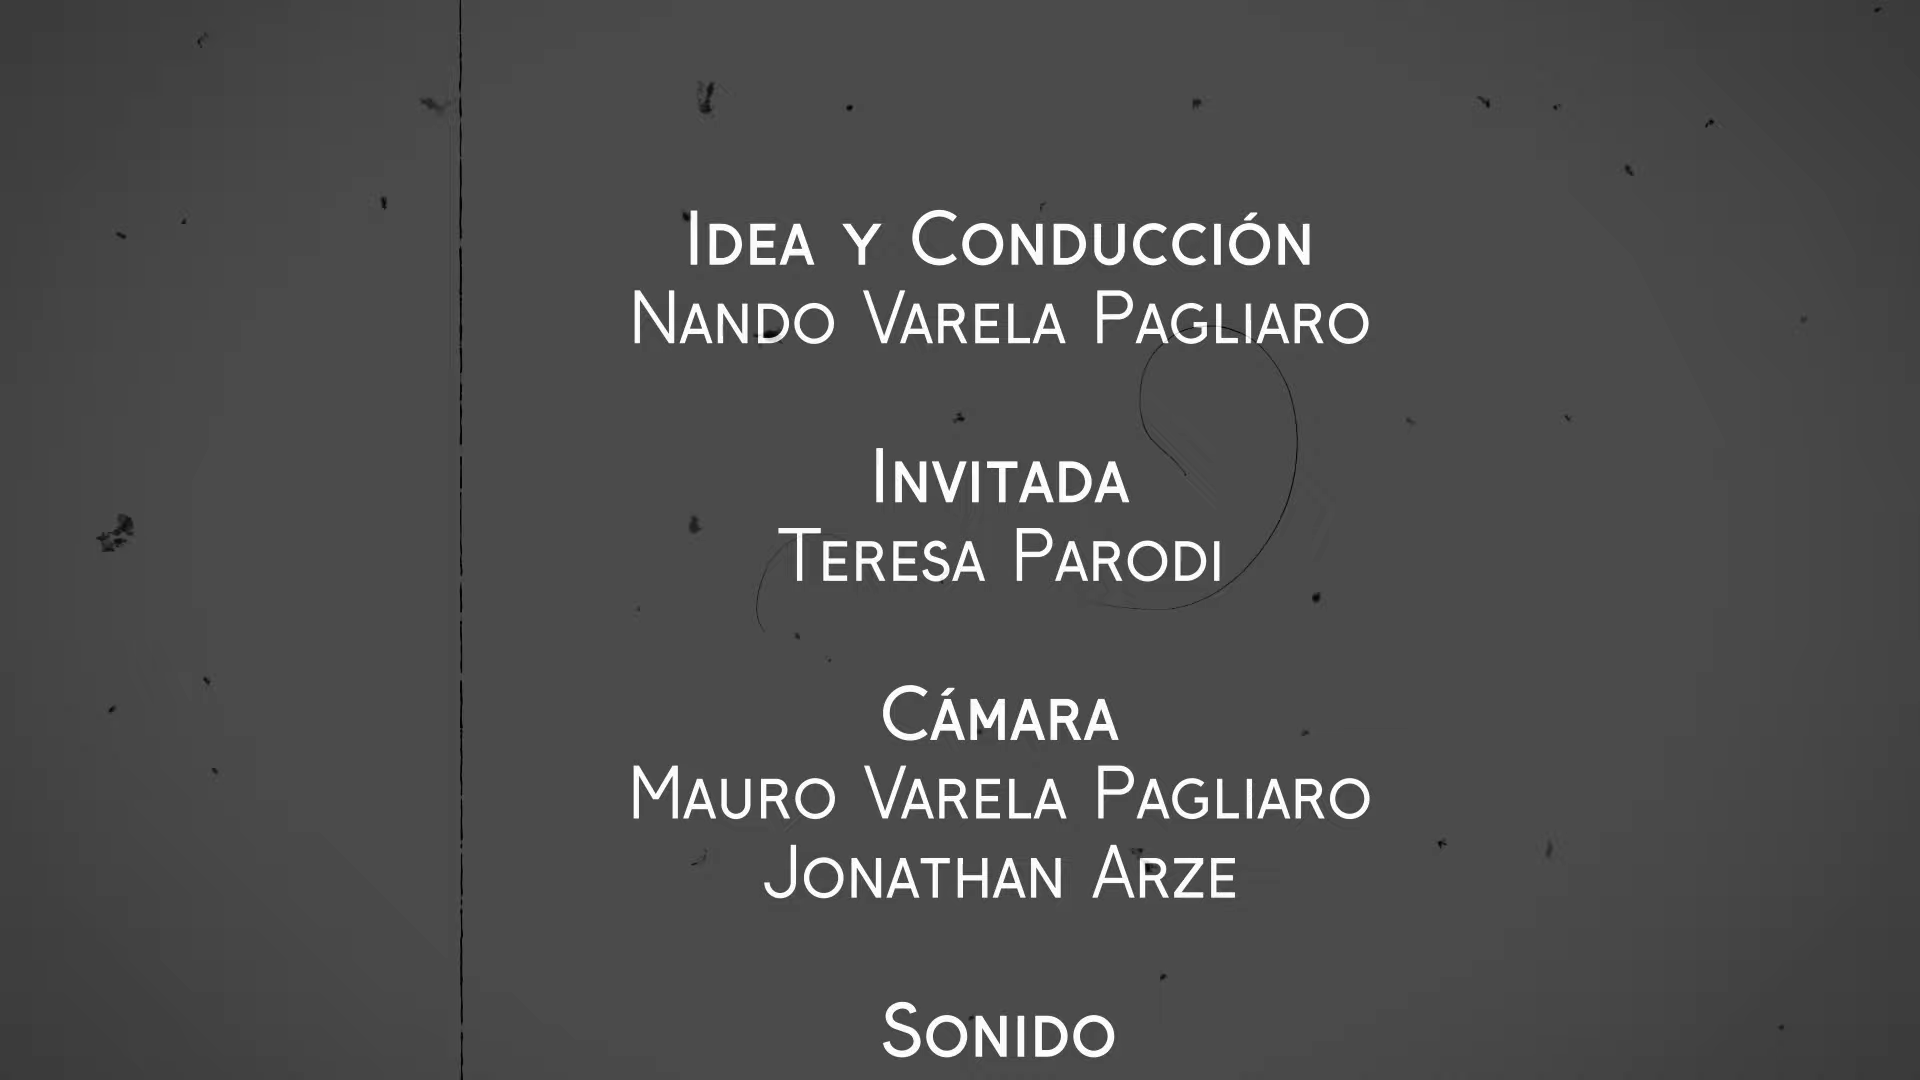 Idea y Conducción
Nando Varela Pagliaro
Invitada
Teresa Parodi
Cámara
Mauro Varela Pagliaro
Jonathan Arze
Sonido